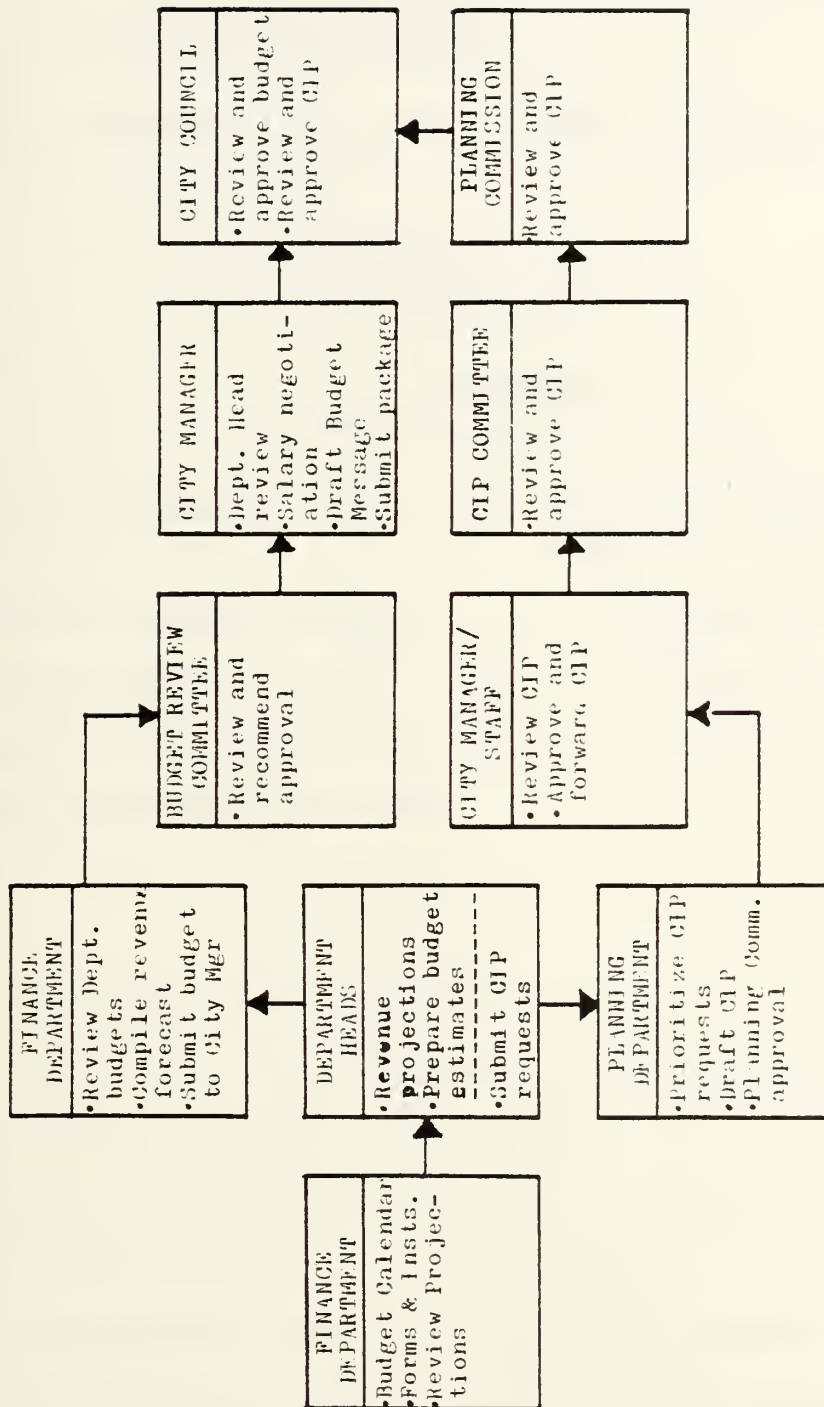 FINANCE
DEPARTMENT
•Budget Calendar
•Forms & Insts.
•Review Projec-
tions
FINANCE
DEPARTMENT
•Review Dept.
budgets
•Compile revenue
forecast
•Submit budget
to City Mgr
DEPARTMENT
HEADS
•Revenue
projections
•Prepare budget
estimates
•Submit CIP
requests
PLANNING
DEPARTMENT
•Prioritize CIP
requests
•Draft CIP
•Planning Comm.
approval
BUDGET REVIEW
COMMITTEE
•Review and
recommend
approval
CITY MANAGER/
STAFF
•Review CIP
•Approve and
forward CIP
CITY MANAGER
•Dept. Head
review
•Salary negoti-
ation
•Draft Budget
Message
•Submit package
CIP COMMITTEE
•Review and
approve CIP
CITY COUNCIL
•Review and
approve budget
•Review and
approve CIP
PLANNING
COMMISSION
•Review and
approve CIP